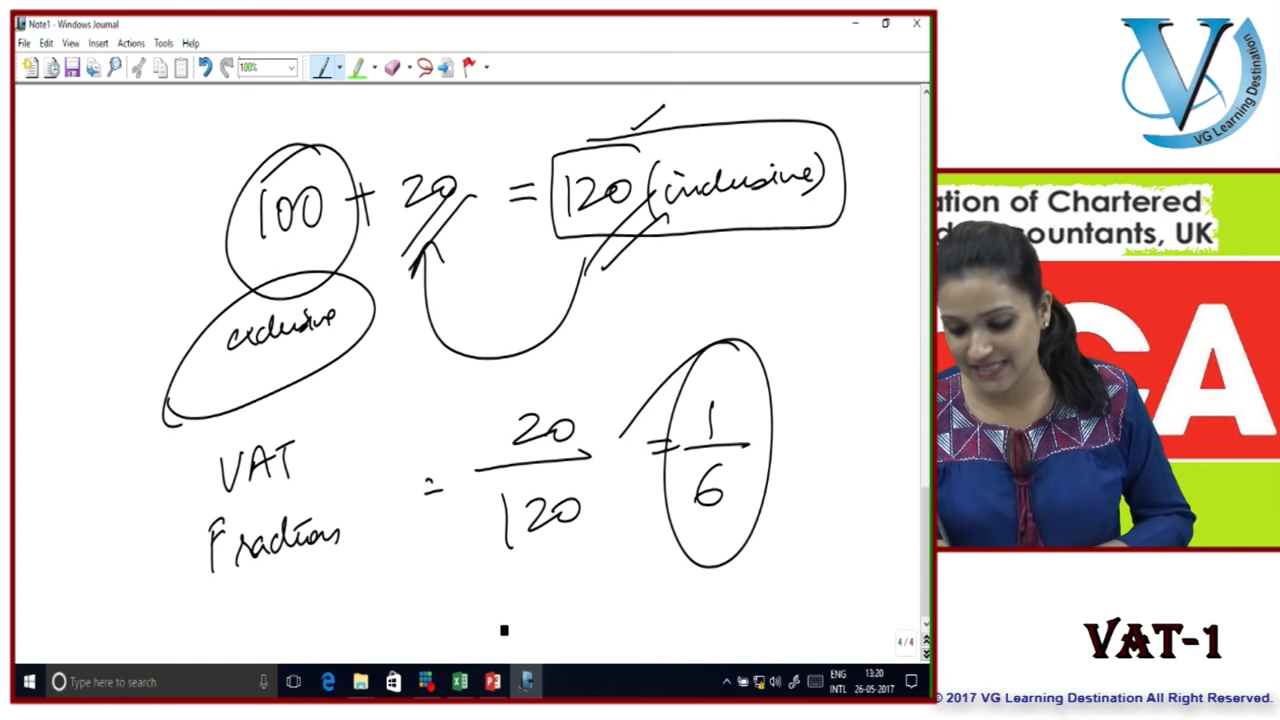 Note1 - Windows Journal
File Edit View Insert Actions Tools Help
100%
100 + 20 = 120 (inclusive)
exclusive
VAT
Fraction
= 20/120 = 1/6
4 / 4
Type here to search
ENG
INTL
13:20
26-05-2017
V
VG Learning Destination
ation of Chartered
ountants, UK
CA
VAT-1
© 2017 VG Learning Destination All Right Reserved.